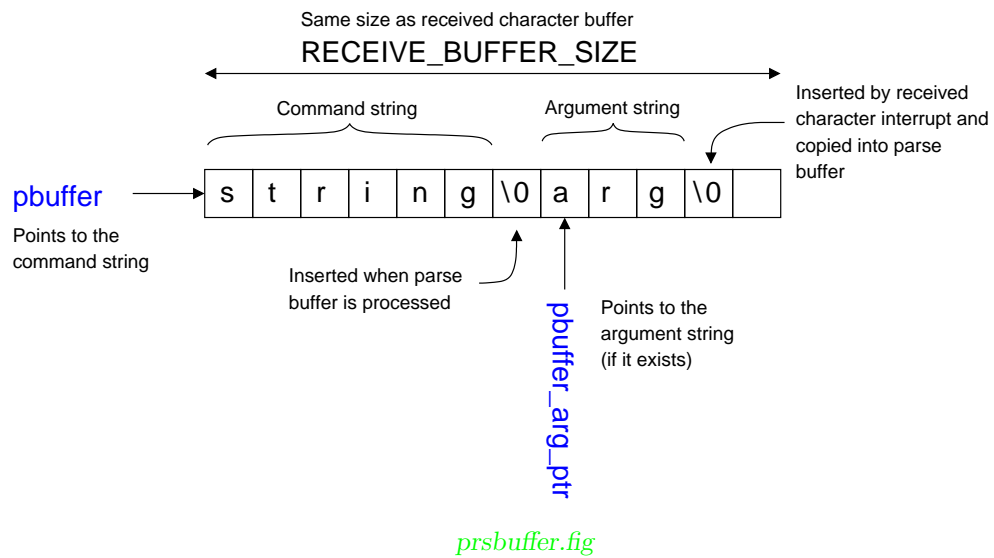 Same size as received character buffer
RECEIVE_BUFFER_SIZE
Command string
Argument string
Inserted by received
character interrupt and
copied into parse
buffer
pbuffer
s t r i n g \0 a r g \0
Points to the
command string
Inserted when parse
buffer is processed
pbuffer_arg_ptr
Points to the
argument string
(if it exists)
prsbuffer.fig